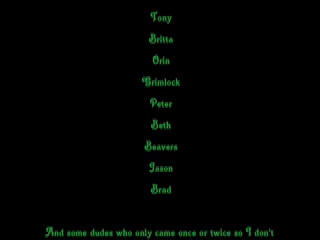 Tony
Britta
Orin
Grimlock
Peter
Beth
Beavers
Jason
Brad
And some dudes who only came once or twice so I don't